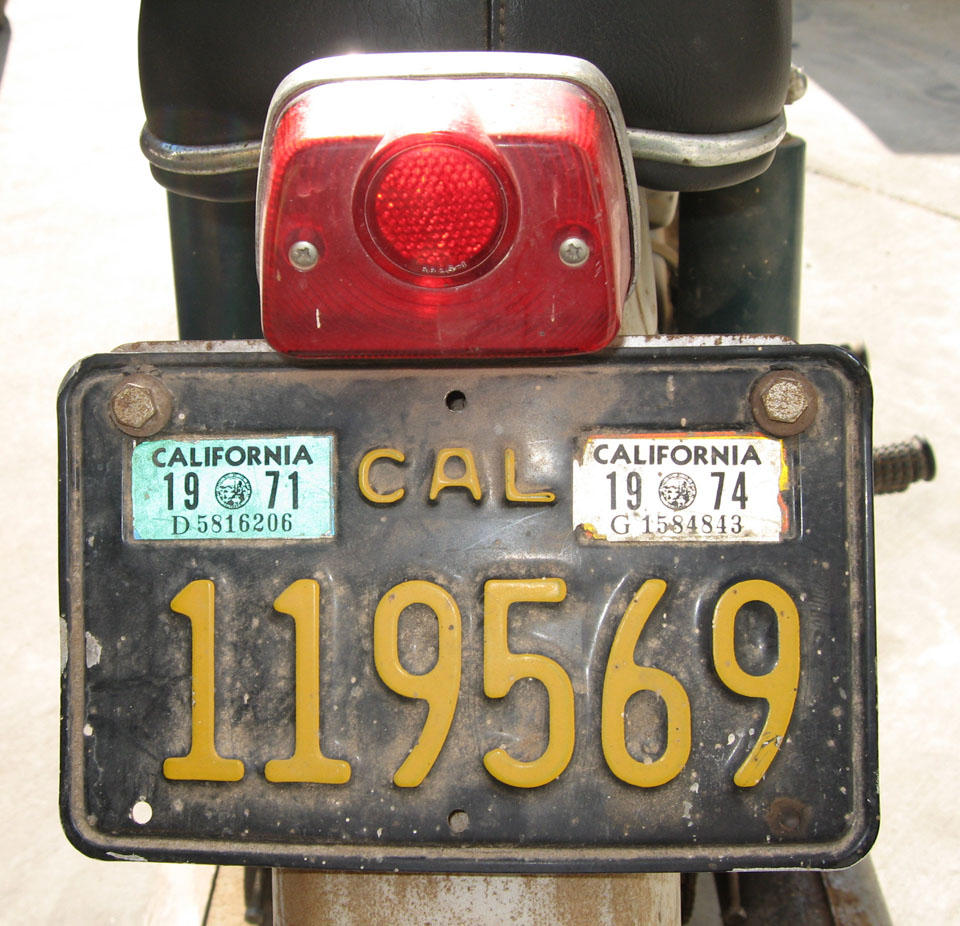 CALIFORNIA
19 71
D 5816206
CAL
CALIFORNIA
19 74
G 1584843
119569